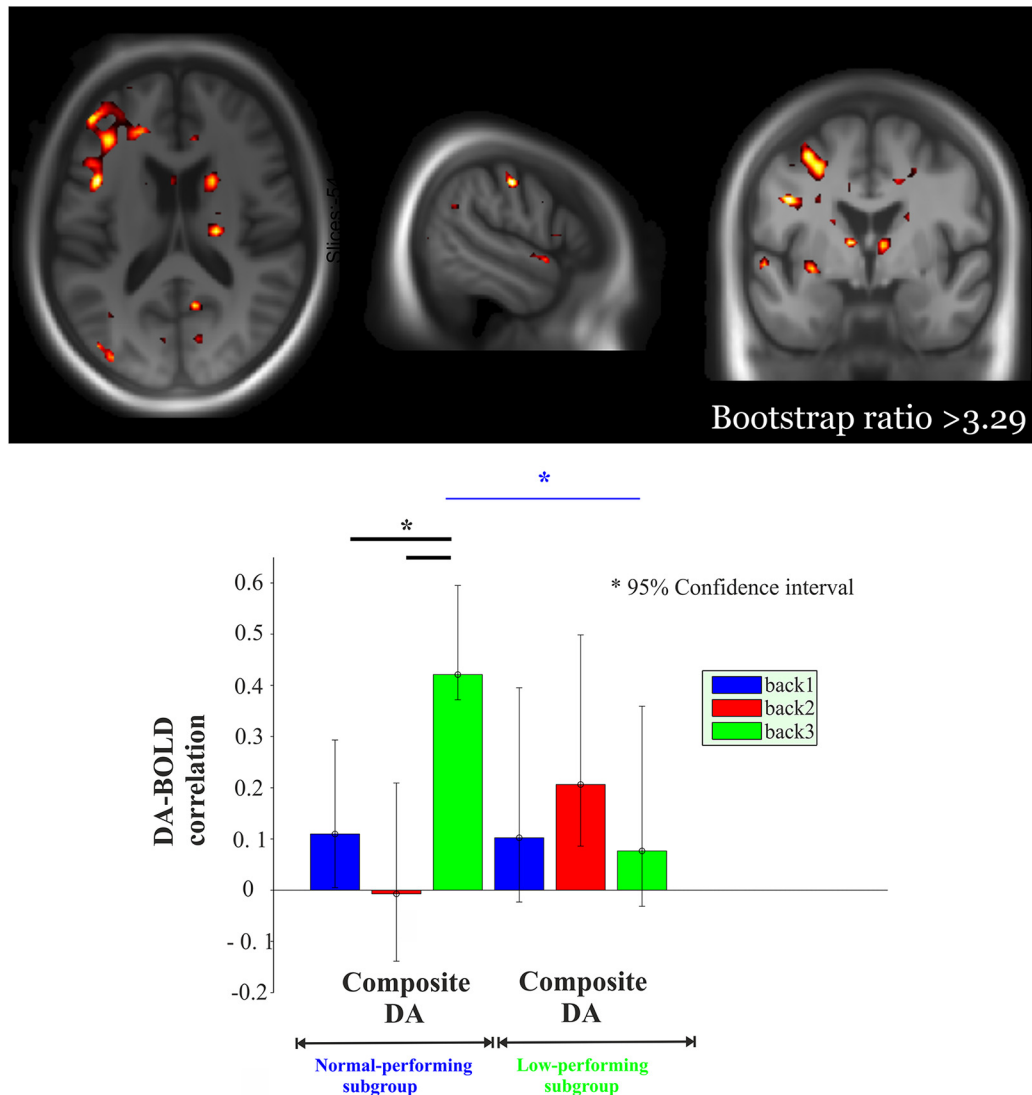 Slices:-54
Bootstrap ratio >3.29
*
*
* 95% Confidence interval
0.6
0.5
0.4
0.3
0.2
0.1
0
- 0. 1
-0.2
DA-BOLD
correlation
back1
back2
back3
Composite
DA
Composite
DA
Normal-performing
subgroup
Low-performing
subgroup